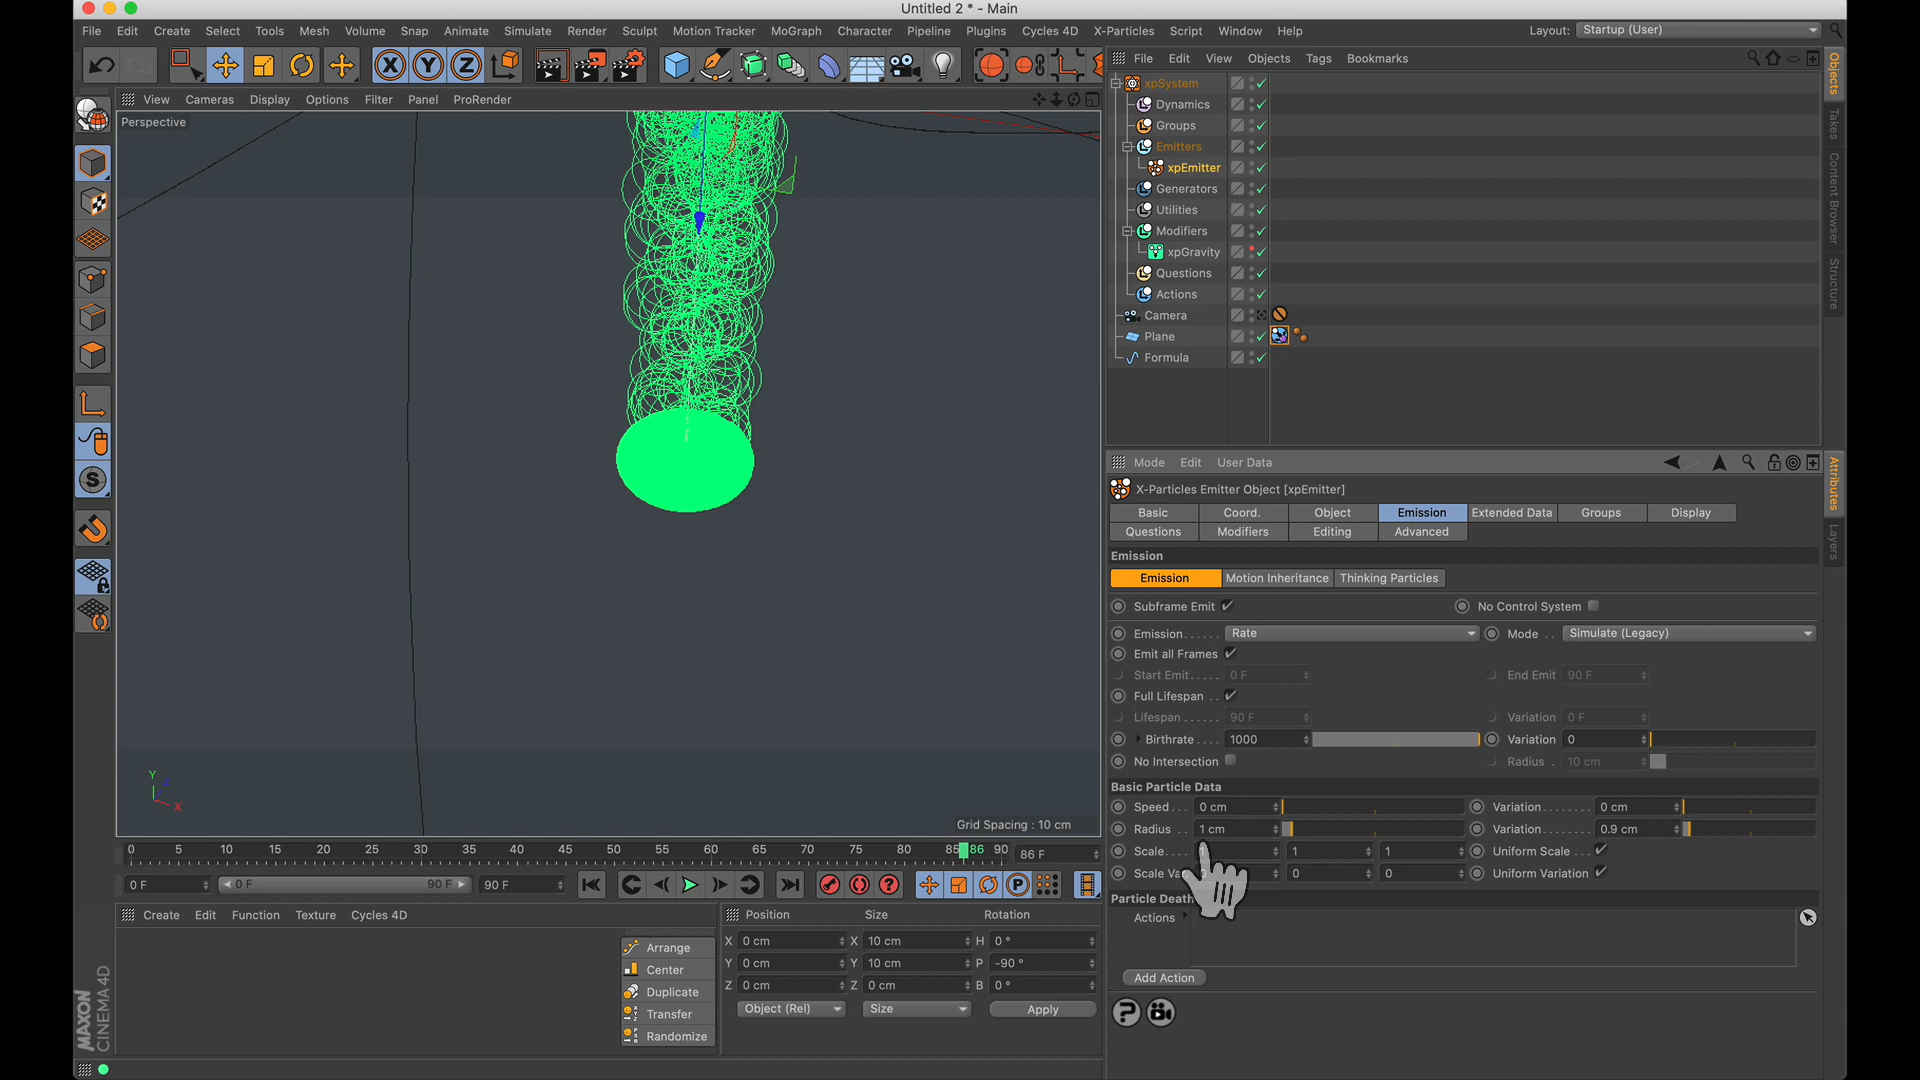 Untitled 2 * - Main
File Edit Create Select Tools Mesh Volume Snap Animate Simulate Render Sculpt Motion Tracker MoGraph Character Pipeline Plugins Cycles 4D X-Particles Script Window Help Layout: Startup (User)
X Y Z
View Cameras Display Options Filter Panel ProRender
Perspective
Y
X
Grid Spacing : 10 cm
0 5 10 15 20 25 30 35 40 45 50 55 60 65 70 75 80 85 86 90 86 F
0 F 0 F 90 F 90 F
Create Edit Function Texture Cycles 4D
Arrange
Center
Duplicate
Transfer
Randomize
Position Size Rotation
X 0 cm X 10 cm H 0 °
Y 0 cm Y 10 cm P -90 °
Z 0 cm Z 0 cm B 0 °
Object (Rel) Size Apply
MAXON
CINEMA 4D
File Edit View Objects Tags Bookmarks
xpSystem
Dynamics
Groups
Emitters
xpEmitter
Generators
Utilities
Modifiers
xpGravity
Questions
Actions
Camera
Plane
Formula
Objects
Takes
Content Browser
Structure
Mode Edit User Data
X-Particles Emitter Object [xpEmitter]
Basic Coord. Object Emission Extended Data Groups Display
Questions Modifiers Editing Advanced
Emission
Emission Motion Inheritance Thinking Particles
Subframe Emit No Control System
Emission...... Rate Mode .. Simulate (Legacy)
Emit all Frames
Start Emit..... 0 F End Emit 90 F
Full Lifespan ..
Lifespan ...... 90 F Variation 0 F
Birthrate .... 1000 Variation 0
No Intersection Radius . 10 cm
Basic Particle Data
Speed... 0 cm Variation........ 0 cm
Radius .. 1 cm Variation........ 0.9 cm
Scale.... 1 1 Uniform Scale ...
0 0 Uniform Variation
Particle Death
Actions
Add Action
Attributes
Layers